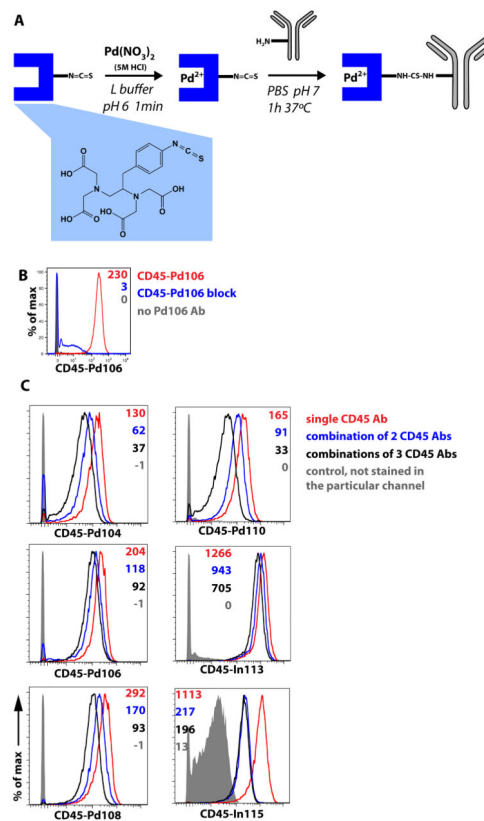 A
Pd(NO3)2
(5M HCl)
L buffer
pH 6 1min
N=C=S
Pd2+
N=C=S
H2N
PBS pH 7
1h 37ºC
Pd2+
NH-CS-NH
N
C
S
O
OH
N
O
OH
O
OH
N
O
OH
B
% of max
100
80
60
40
20
0
230
3
0
CD45-Pd106
CD45-Pd106 block
no Pd106 Ab
CD45-Pd106
C
130
62
37
-1
CD45-Pd104
165
91
33
0
CD45-Pd110
single CD45 Ab
combination of 2 CD45 Abs
combinations of 3 CD45 Abs
control, not stained in
the particular channel
204
118
92
-1
CD45-Pd106
1266
943
705
0
CD45-In113
% of max
292
170
93
-1
CD45-Pd108
1113
217
196
13
CD45-In115